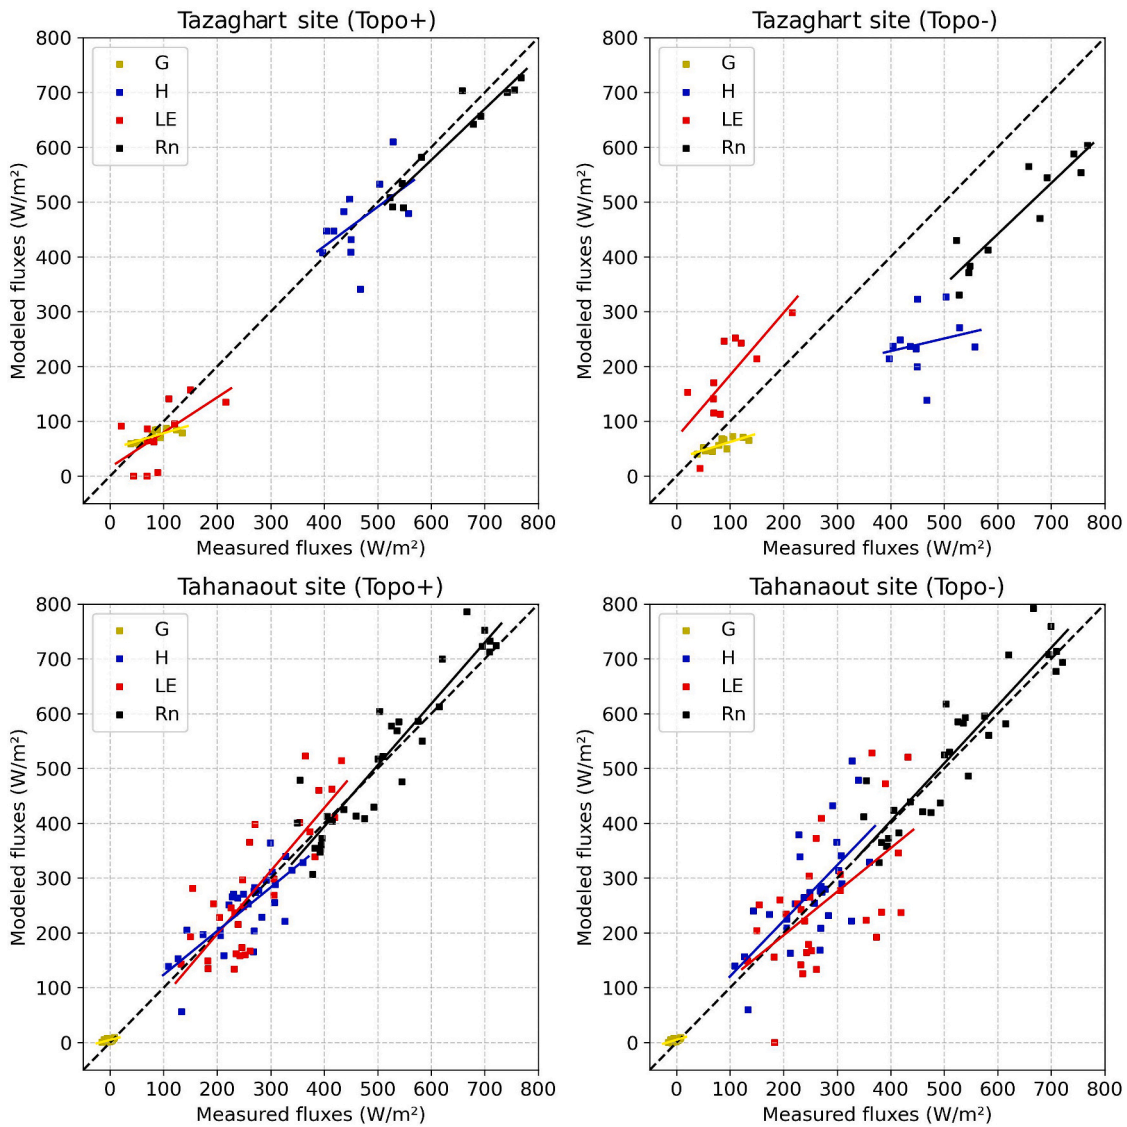 Tazaghart site (Topo+)
800
700
600
500
400
300
200
100
0
G
H
LE
Rn
Modeled fluxes (W/m²)
0 100 200 300 400 500 600 700 800
Measured fluxes (W/m²)
Tazaghart site (Topo-)
800
700
600
500
400
300
200
100
0
G
H
LE
Rn
Modeled fluxes (W/m²)
0 100 200 300 400 500 600 700 800
Measured fluxes (W/m²)
Tahanaout site (Topo+)
800
700
600
500
400
300
200
100
0
G
H
LE
Rn
Modeled fluxes (W/m²)
0 100 200 300 400 500 600 700 800
Measured fluxes (W/m²)
Tahanaout site (Topo-)
800
700
600
500
400
300
200
100
0
G
H
LE
Rn
Modeled fluxes (W/m²)
0 100 200 300 400 500 600 700 800
Measured fluxes (W/m²)